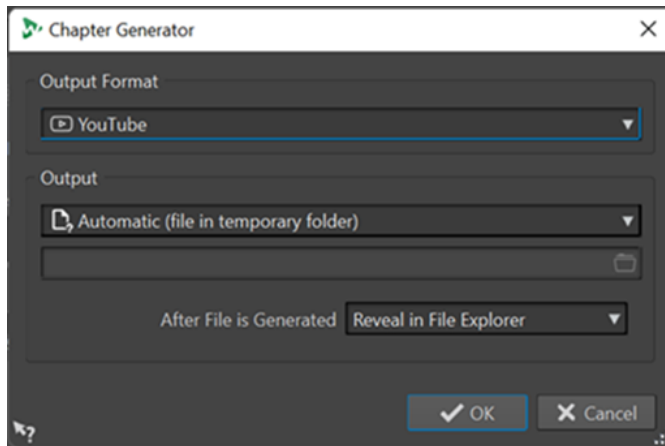 Chapter Generator
Output Format
YouTube
Output
Automatic (file in temporary folder)
After File is Generated Reveal in File Explorer
OK Cancel